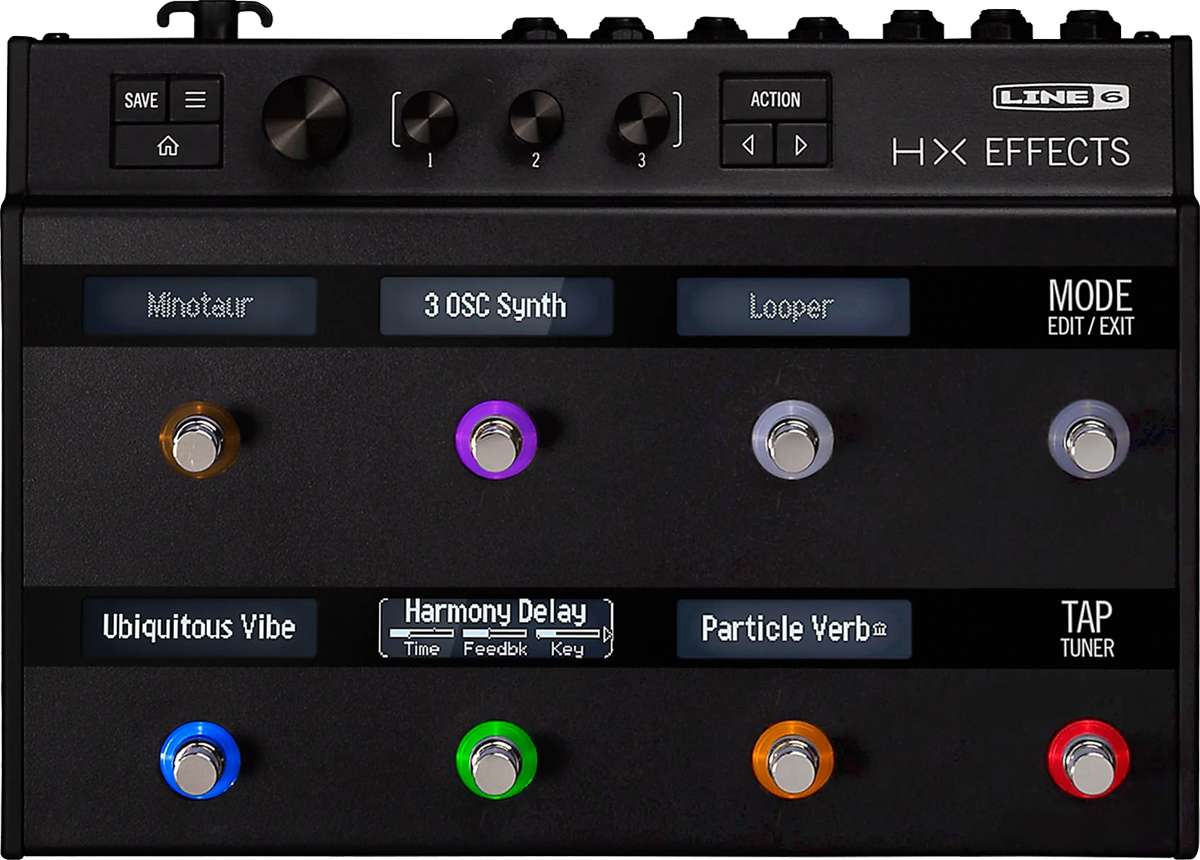 SAVE
ACTION
1
2
3
LINE 6
HX EFFECTS
Minotaur
3 OSC Synth
Looper
MODE
EDIT / EXIT
Ubiquitous Vibe
Harmony Delay
Time Feedbk Key
Particle Verb
TAP
TUNER